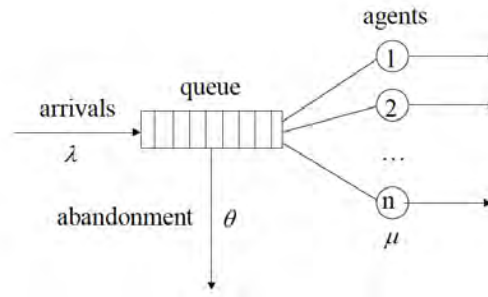 agents
1
queue
arrivals
2
λ
...
abandonment
θ
n
μ